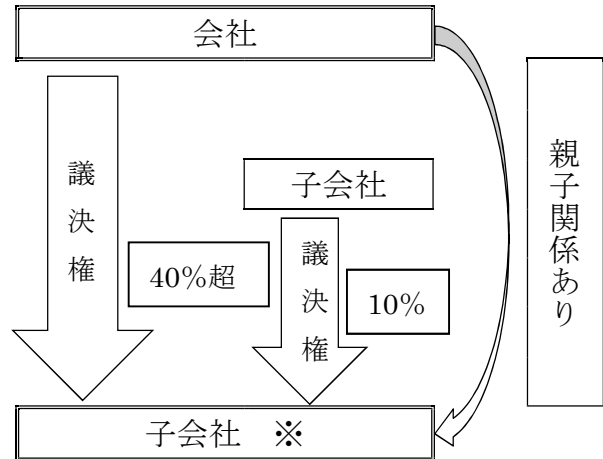 会社
議決権
子会社
40%超
議決権
10%
親子関係あり
子会社 ※